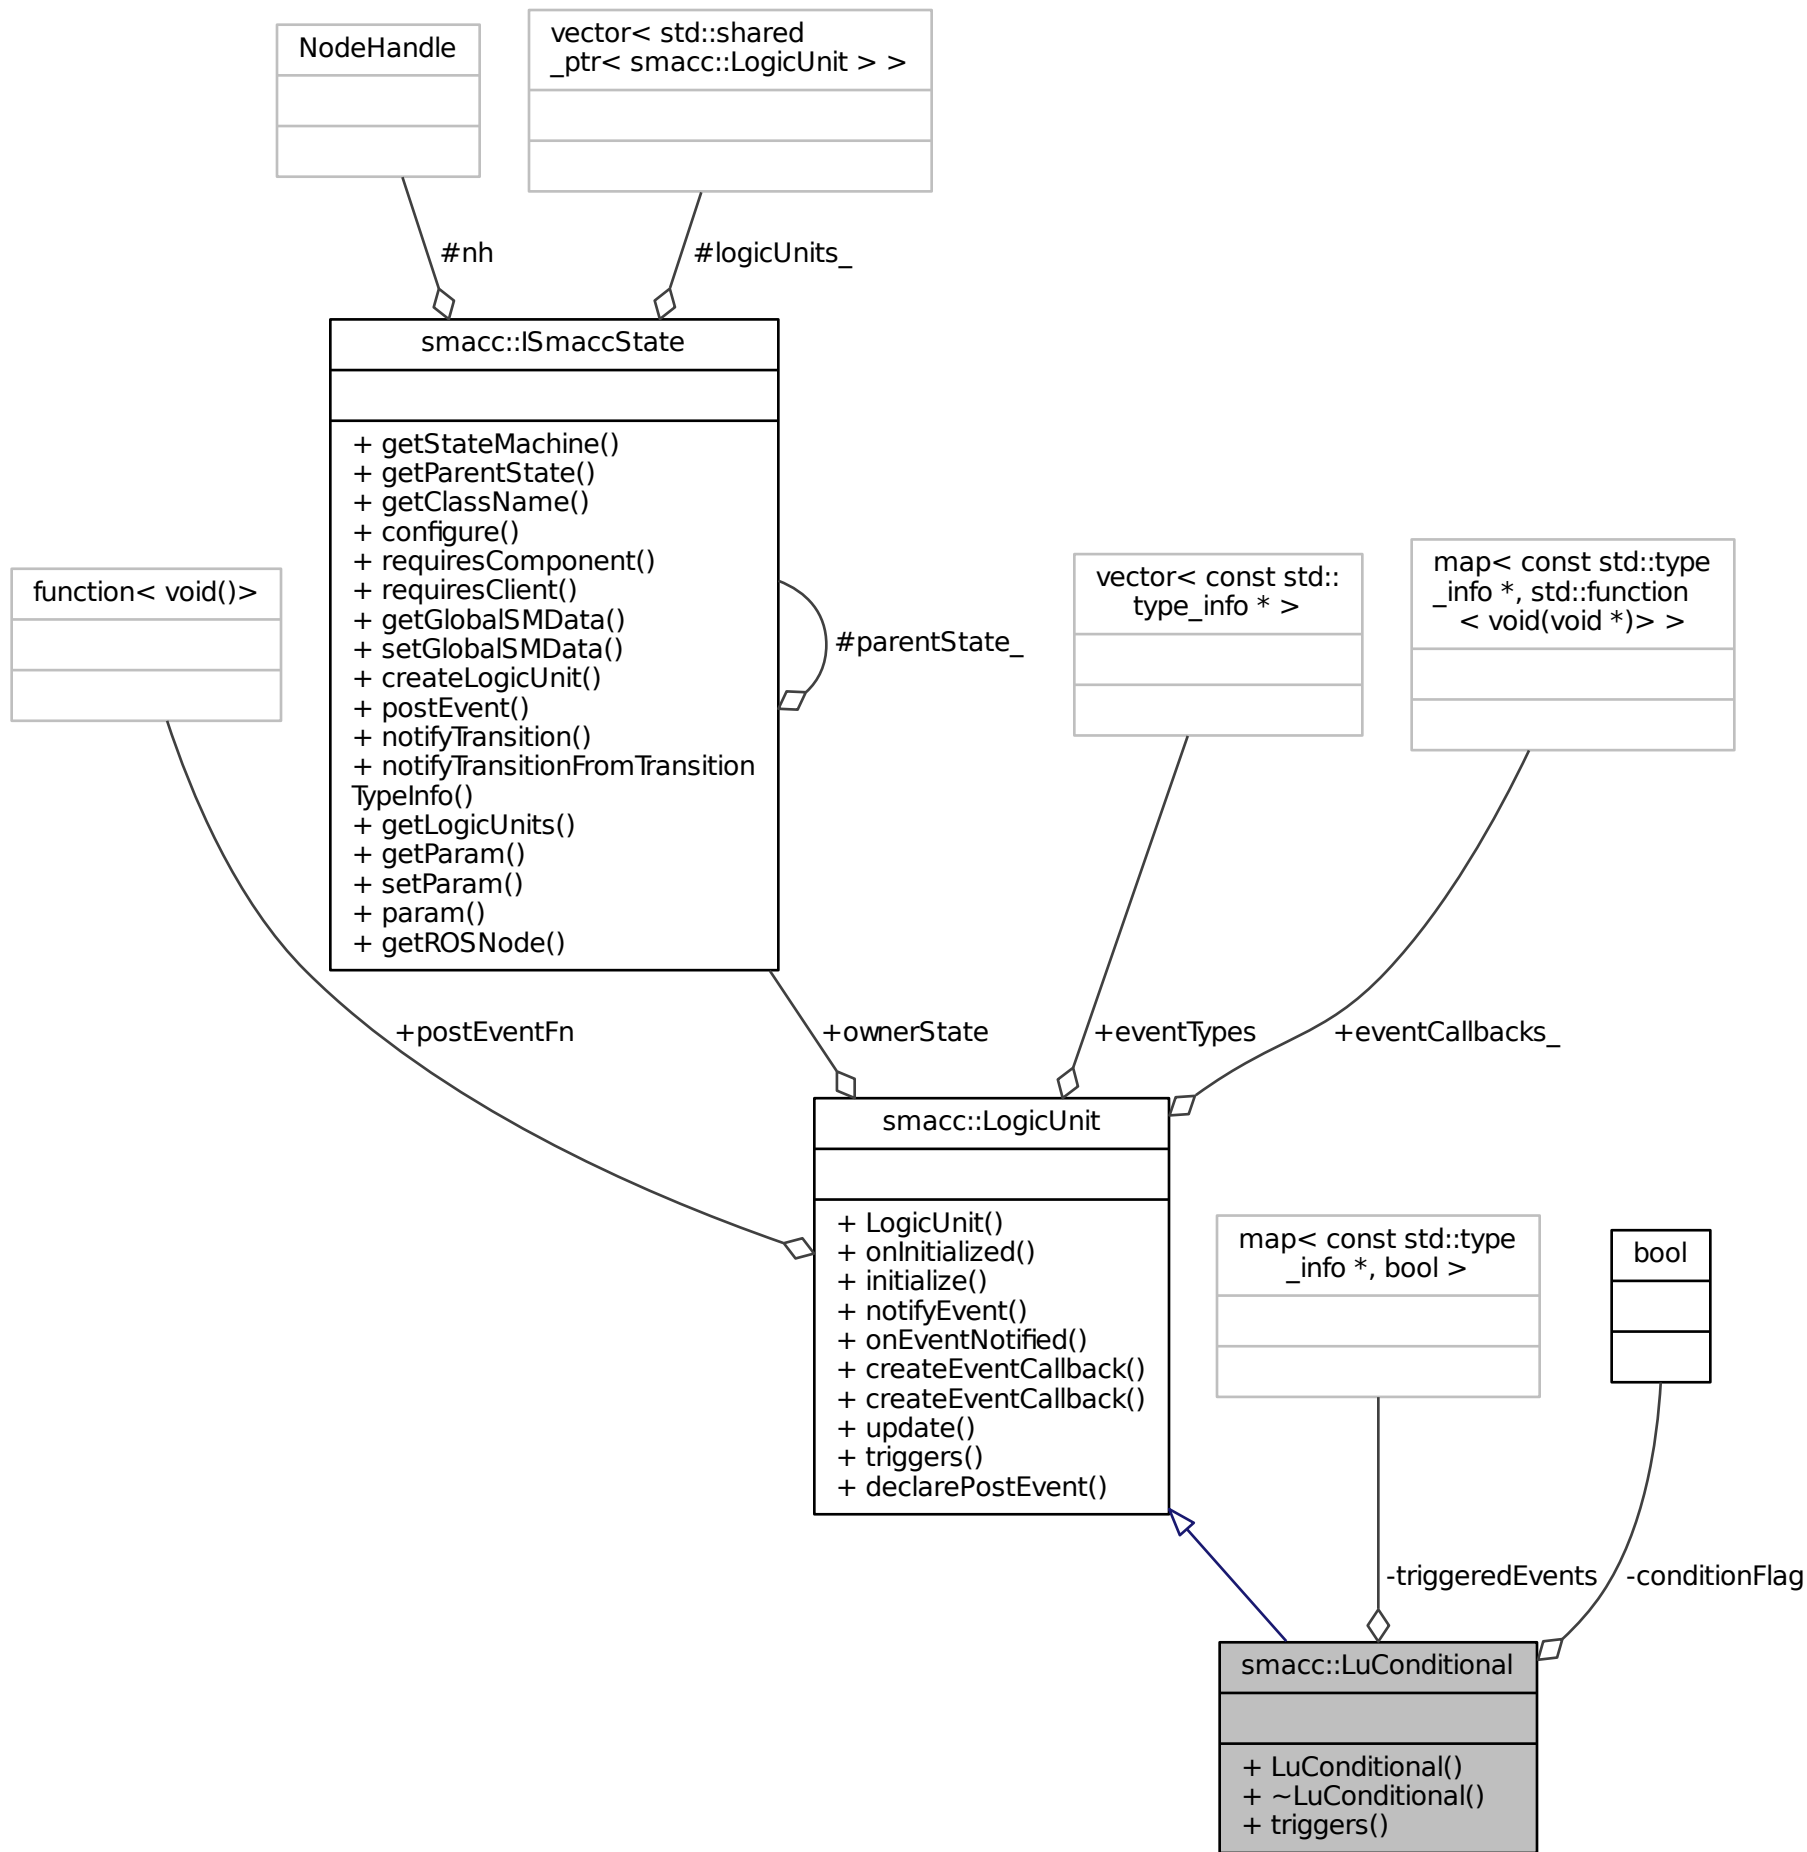 NodeHandle
vector< std::shared
_ptr< smacc::LogicUnit > >
#nh
#logicUnits_
smacc::ISmaccState
+ getStateMachine()
+ getParentState()
+ getClassName()
+ configure()
+ requiresComponent()
+ requiresClient()
+ getGlobalSMData()
+ setGlobalSMData()
+ createLogicUnit()
+ postEvent()
+ notifyTransition()
+ notifyTransitionFromTransition
TypeInfo()
+ getLogicUnits()
+ getParam()
+ setParam()
+ param()
+ getROSNode()
#parentState_
function< void()>
vector< const std::
type_info * >
map< const std::type
_info *, std::function
< void(void *)> >
+postEventFn
+ownerState
+eventTypes
+eventCallbacks_
smacc::LogicUnit
+ LogicUnit()
+ onInitialized()
+ initialize()
+ notifyEvent()
+ onEventNotified()
+ createEventCallback()
+ createEventCallback()
+ update()
+ triggers()
+ declarePostEvent()
map< const std::type
_info *, bool >
bool
-triggeredEvents
-conditionFlag
smacc::LuConditional
+ LuConditional()
+ ~LuConditional()
+ triggers()